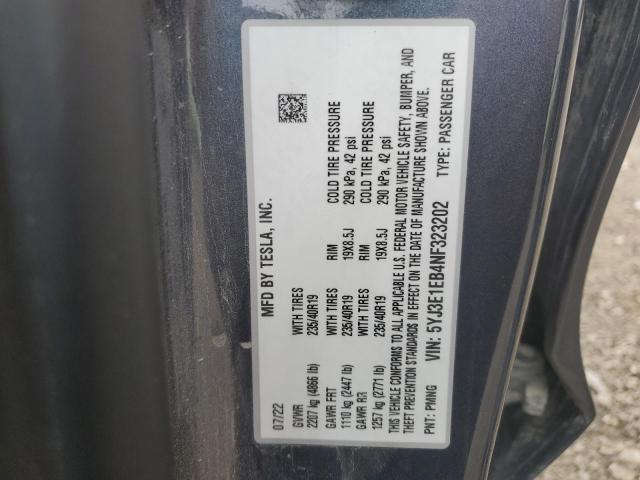 MFD BY TESLA, INC.
07/22
GVWR WITH TIRES RIM COLD TIRE PRESSURE
2207 kg (4866 lb) 235/40R19 19X8.5J 290 kPa, 42 psi
GAWR FRT WITH TIRES RIM COLD TIRE PRESSURE
1110 kg (2447 lb) 235/40R19 19X8.5J 290 kPa, 42 psi
GAWR RR WITH TIRES
1257 kg (2771 lb) 235/40R19
THIS VEHICLE CONFORMS TO ALL APPLICABLE U.S. FEDERAL MOTOR VEHICLE SAFETY, BUMPER, AND
THEFT PREVENTION STANDARDS IN EFFECT ON THE DATE OF MANUFACTURE SHOWN ABOVE.
VIN: 5YJ3E1EB4NF323202
PNT: PMNG TYPE: PASSENGER CAR